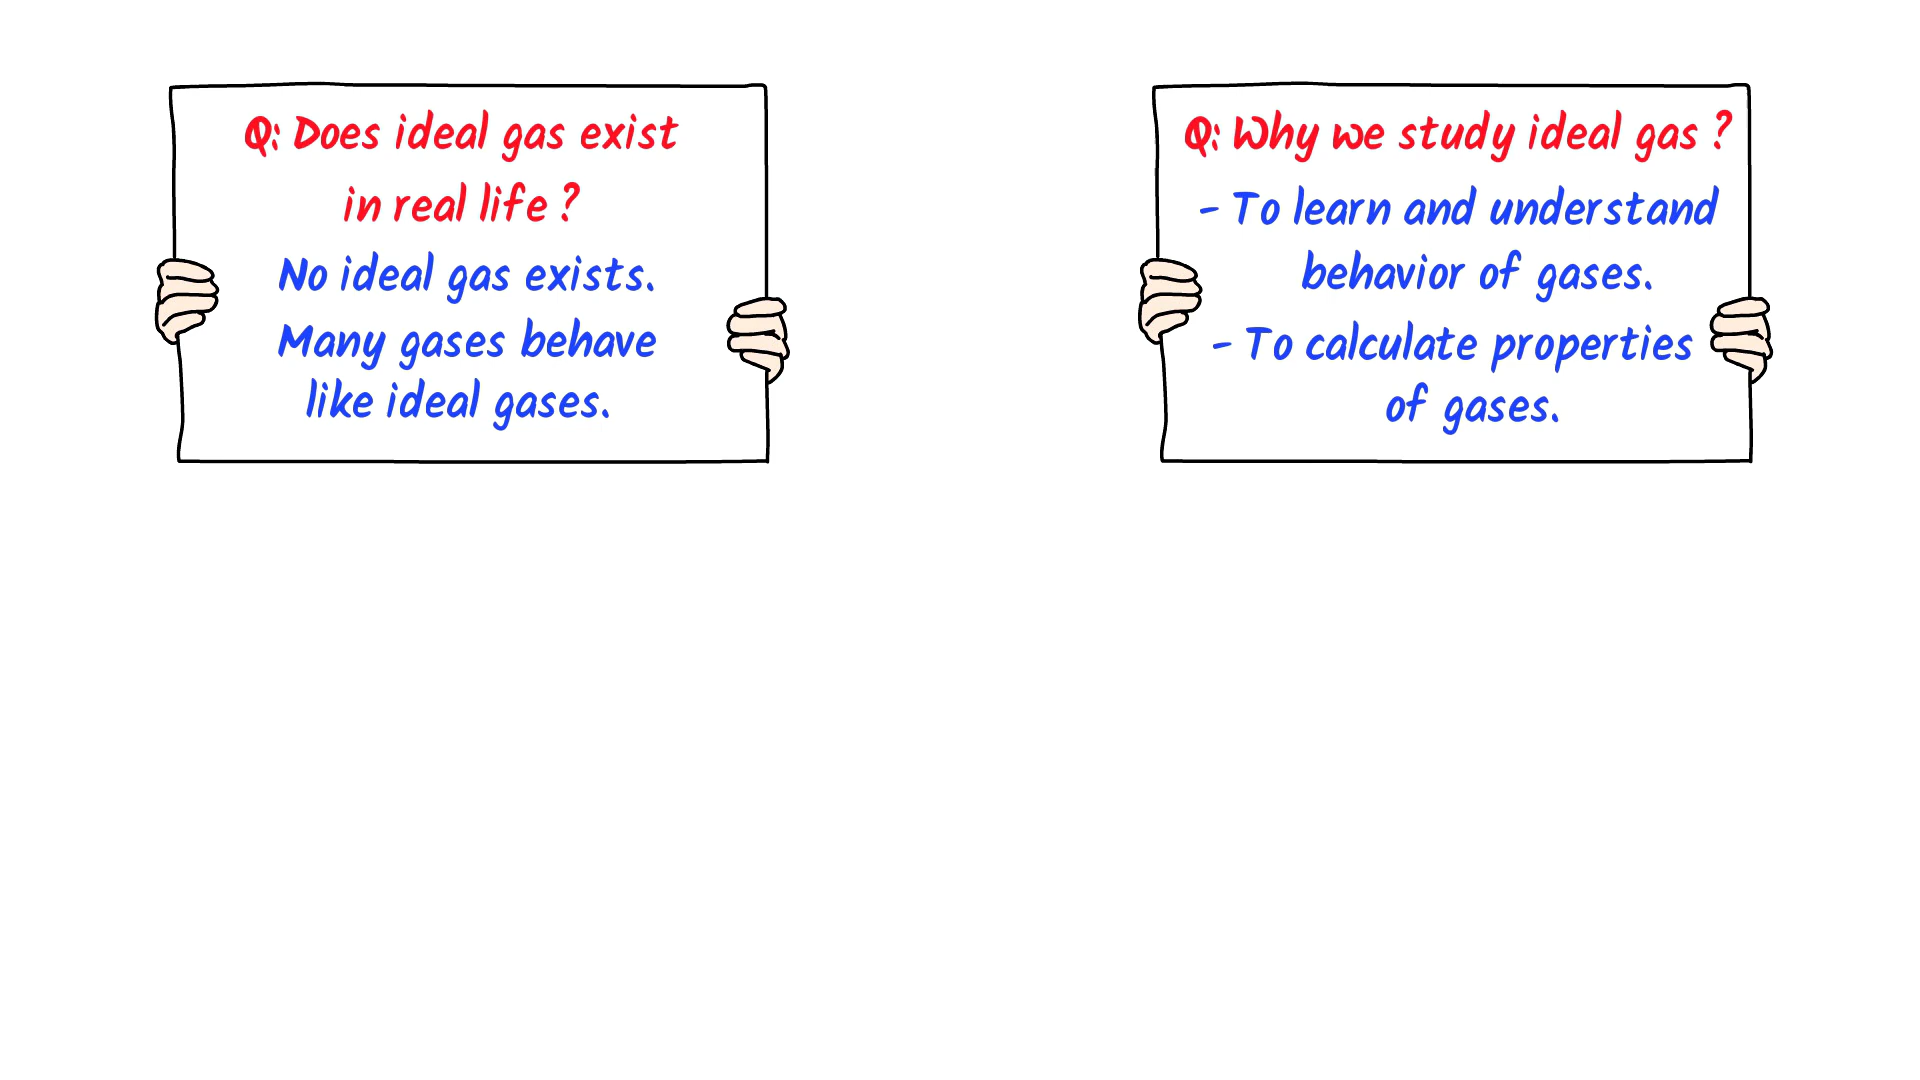 Q: Does ideal gas exist
in real life ?
No ideal gas exists.
Many gases behave
like ideal gases.
Q: Why we study ideal gas ?
- To learn and understand
behavior of gases.
- To calculate properties
of gases.